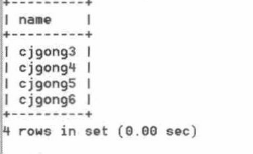 +---------+
| name    |
+---------+
| cjgong3 |
| cjgong4 |
| cjgong5 |
| cjgong6 |
+---------+
4 rows in set (0.00 sec)